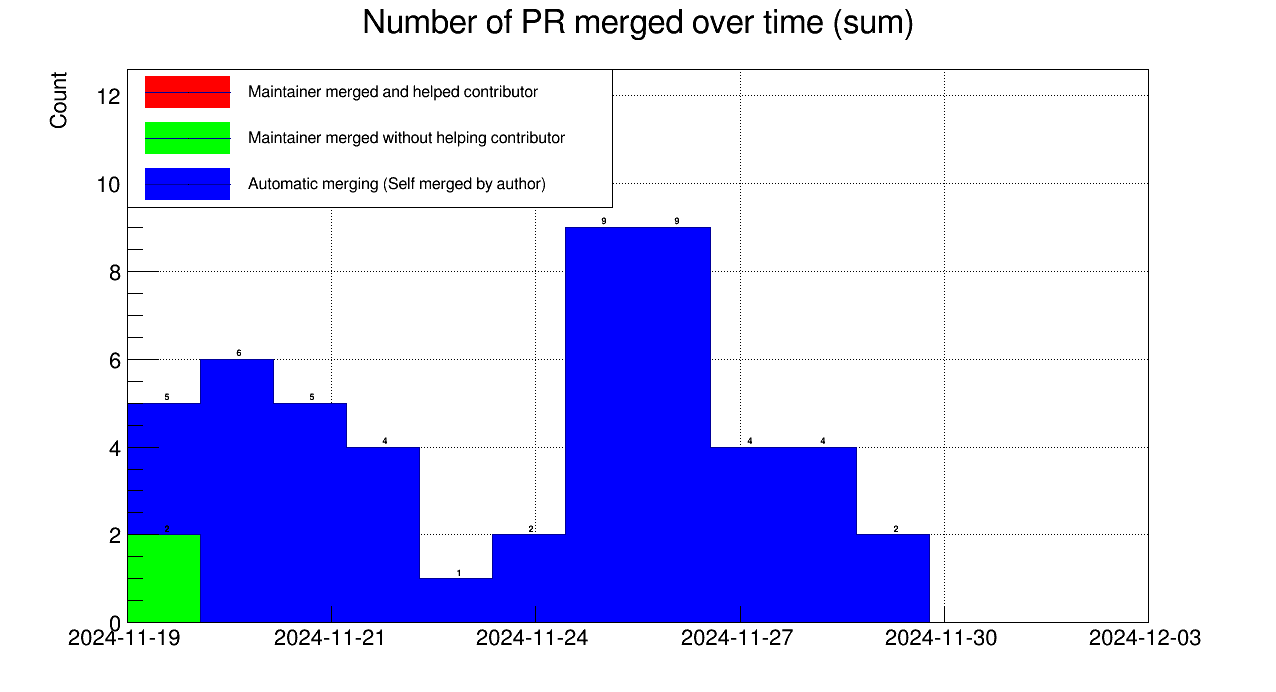 Number of PR merged over time (sum)
Count
Maintainer merged and helped contributor
Maintainer merged without helping contributor
Automatic merging (Self merged by author)
12
10
8
6
4
2
0
9 9
6
5 5
4 4 4
2 2 2
1
2024-11-19 2024-11-21 2024-11-24 2024-11-27 2024-11-30 2024-12-03